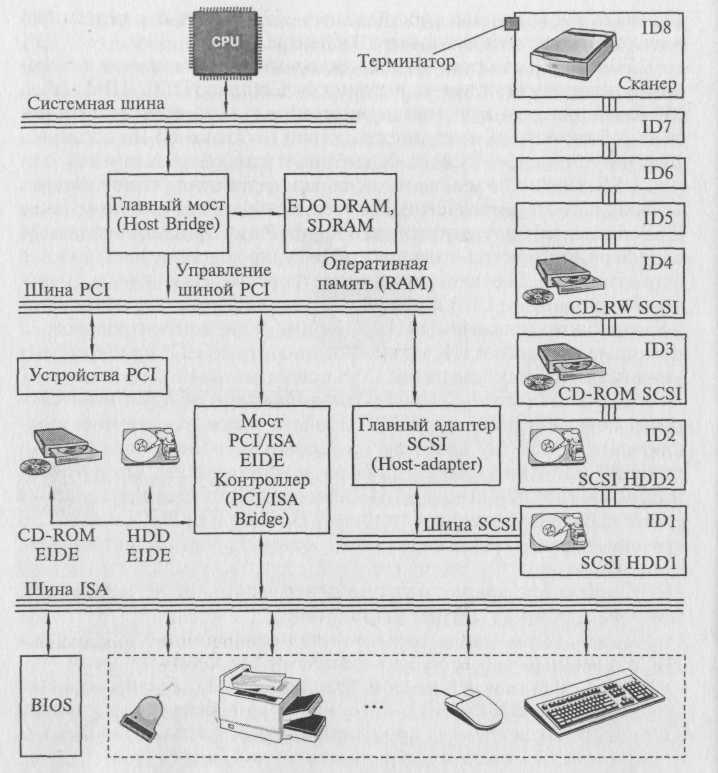 CPU
Терминатор
ID8
Сканер
Системная шина
ID7
ID6
Главный мост
(Host Bridge)
EDO DRAM,
SDRAM
ID5
Управление
шиной PCI
Оперативная
память (RAM)
Шина PCI
CD-RW SCSI
Устройства PCI
ID3
CD-ROM SCSI
Мост
PCI/ISA
EIDE
Контроллер
(PCI/ISA
Bridge)
Главный адаптер
SCSI
(Host-adapter)
ID2
SCSI HDD2
CD-ROM
EIDE
HDD
EIDE
Шина SCSI
ID1
SCSI HDD1
Шина ISA
BIOS
...